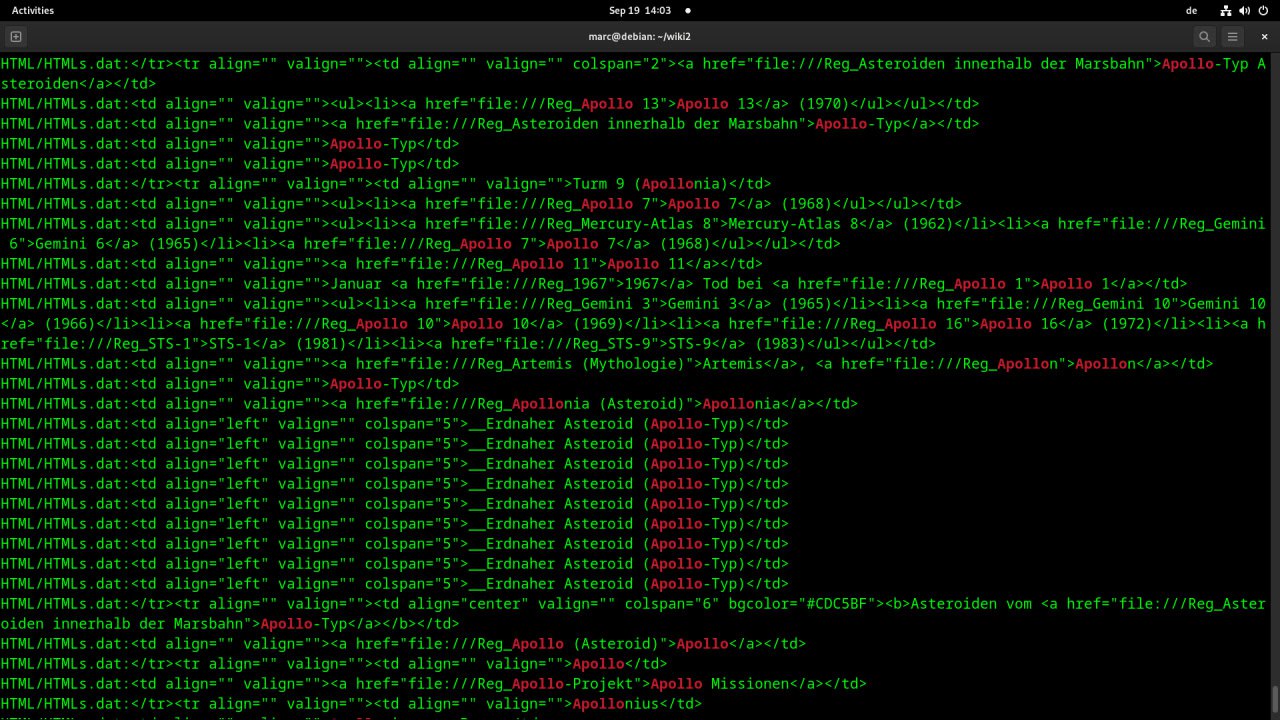 Activities
Sep 19 14:03
de
marc@debian: ~/wiki2
HTML/HTMLs.dat:</tr><tr align="" valign=""><td align="" valign="" colspan="2"><a href="file:///Reg_Asteroiden innerhalb der Marsbahn">Apollo-Typ A
steroiden</a></td>
HTML/HTMLs.dat:<td align="" valign=""><ul><li><a href="file:///Reg_Apollo 13">Apollo 13</a> (1970)</ul></ul></td>
HTML/HTMLs.dat:<td align="" valign=""><a href="file:///Reg_Asteroiden innerhalb der Marsbahn">Apollo-Typ</a></td>
HTML/HTMLs.dat:<td align="" valign="">Apollo-Typ</td>
HTML/HTMLs.dat:<td align="" valign="">Apollo-Typ</td>
HTML/HTMLs.dat:</tr><tr align="" valign=""><td align="" valign="">Turm 9 (Apollonia)</td>
HTML/HTMLs.dat:<td align="" valign=""><ul><li><a href="file:///Reg_Apollo 7">Apollo 7</a> (1968)</ul></ul></td>
HTML/HTMLs.dat:<td align="" valign=""><ul><li><a href="file:///Reg_Mercury-Atlas 8">Mercury-Atlas 8</a> (1962)</li><li><a href="file:///Reg_Gemini
 6">Gemini 6</a> (1965)</li><li><a href="file:///Reg_Apollo 7">Apollo 7</a> (1968)</ul></ul></td>
HTML/HTMLs.dat:<td align="" valign=""><a href="file:///Reg_Apollo 11">Apollo 11</a></td>
HTML/HTMLs.dat:<td align="" valign="">Januar <a href="file:///Reg_1967">1967</a> Tod bei <a href="file:///Reg_Apollo 1">Apollo 1</a></td>
HTML/HTMLs.dat:<td align="" valign=""><ul><li><a href="file:///Reg_Gemini 3">Gemini 3</a> (1965)</li><li><a href="file:///Reg_Gemini 10">Gemini 10
</a> (1966)</li><li><a href="file:///Reg_Apollo 10">Apollo 10</a> (1969)</li><li><a href="file:///Reg_Apollo 16">Apollo 16</a> (1972)</li><li><a h
ref="file:///Reg_STS-1">STS-1</a> (1981)</li><li><a href="file:///Reg_STS-9">STS-9</a> (1983)</ul></ul></td>
HTML/HTMLs.dat:<td align="" valign=""><a href="file:///Reg_Artemis (Mythologie)">Artemis</a>, <a href="file:///Reg_Apollon">Apollon</a></td>
HTML/HTMLs.dat:<td align="" valign="">Apollo-Typ</td>
HTML/HTMLs.dat:<td align="" valign=""><a href="file:///Reg_Apollonia (Asteroid)">Apollonia</a></td>
HTML/HTMLs.dat:<td align="left" valign="" colspan="5">__Erdnaher Asteroid (Apollo-Typ)</td>
HTML/HTMLs.dat:<td align="left" valign="" colspan="5">__Erdnaher Asteroid (Apollo-Typ)</td>
HTML/HTMLs.dat:<td align="left" valign="" colspan="5">__Erdnaher Asteroid (Apollo-Typ)</td>
HTML/HTMLs.dat:<td align="left" valign="" colspan="5">__Erdnaher Asteroid (Apollo-Typ)</td>
HTML/HTMLs.dat:<td align="left" valign="" colspan="5">__Erdnaher Asteroid (Apollo-Typ)</td>
HTML/HTMLs.dat:<td align="left" valign="" colspan="5">__Erdnaher Asteroid (Apollo-Typ)</td>
HTML/HTMLs.dat:<td align="left" valign="" colspan="5">__Erdnaher Asteroid (Apollo-Typ)</td>
HTML/HTMLs.dat:<td align="left" valign="" colspan="5">__Erdnaher Asteroid (Apollo-Typ)</td>
HTML/HTMLs.dat:<td align="left" valign="" colspan="5">__Erdnaher Asteroid (Apollo-Typ)</td>
HTML/HTMLs.dat:</tr><tr align="" valign=""><td align="center" valign="" colspan="6" bgcolor="#CDC5BF"><b>Asteroiden vom <a href="file:///Reg_Aster
oiden innerhalb der Marsbahn">Apollo-Typ</a></b></td>
HTML/HTMLs.dat:<td align="" valign=""><a href="file:///Reg_Apollo (Asteroid)">Apollo</a></td>
HTML/HTMLs.dat:</tr><tr align="" valign=""><td align="" valign="">Apollo</td>
HTML/HTMLs.dat:<td align="" valign=""><a href="file:///Reg_Apollo-Projekt">Apollo Missionen</a></td>
HTML/HTMLs.dat:</tr><tr align="" valign=""><td align="" valign="">Apollonius</td>